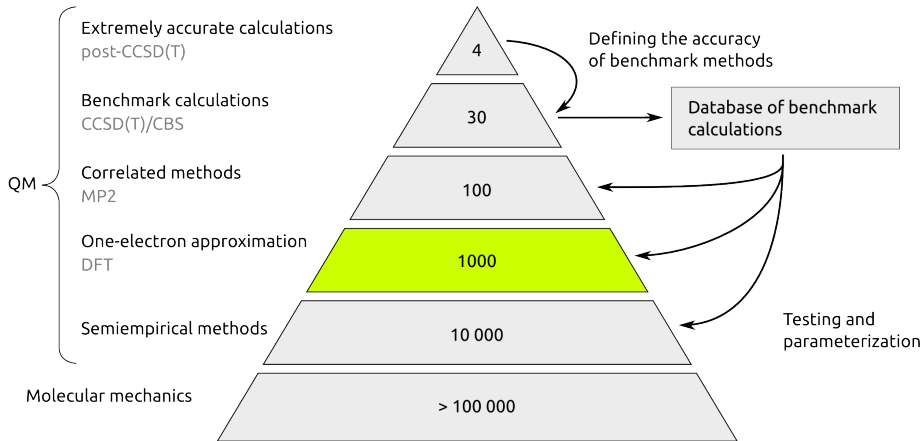 Extremely accurate calculations
post-CCSD(T)
4
Defining the accuracy
of benchmark methods
Benchmark calculations
CCSD(T)/CBS
30
Database of benchmark
calculations
QM
Correlated methods
MP2
100
One-electron approximation
DFT
1000
Semiempirical methods
10 000
Testing and
parameterization
Molecular mechanics
> 100 000